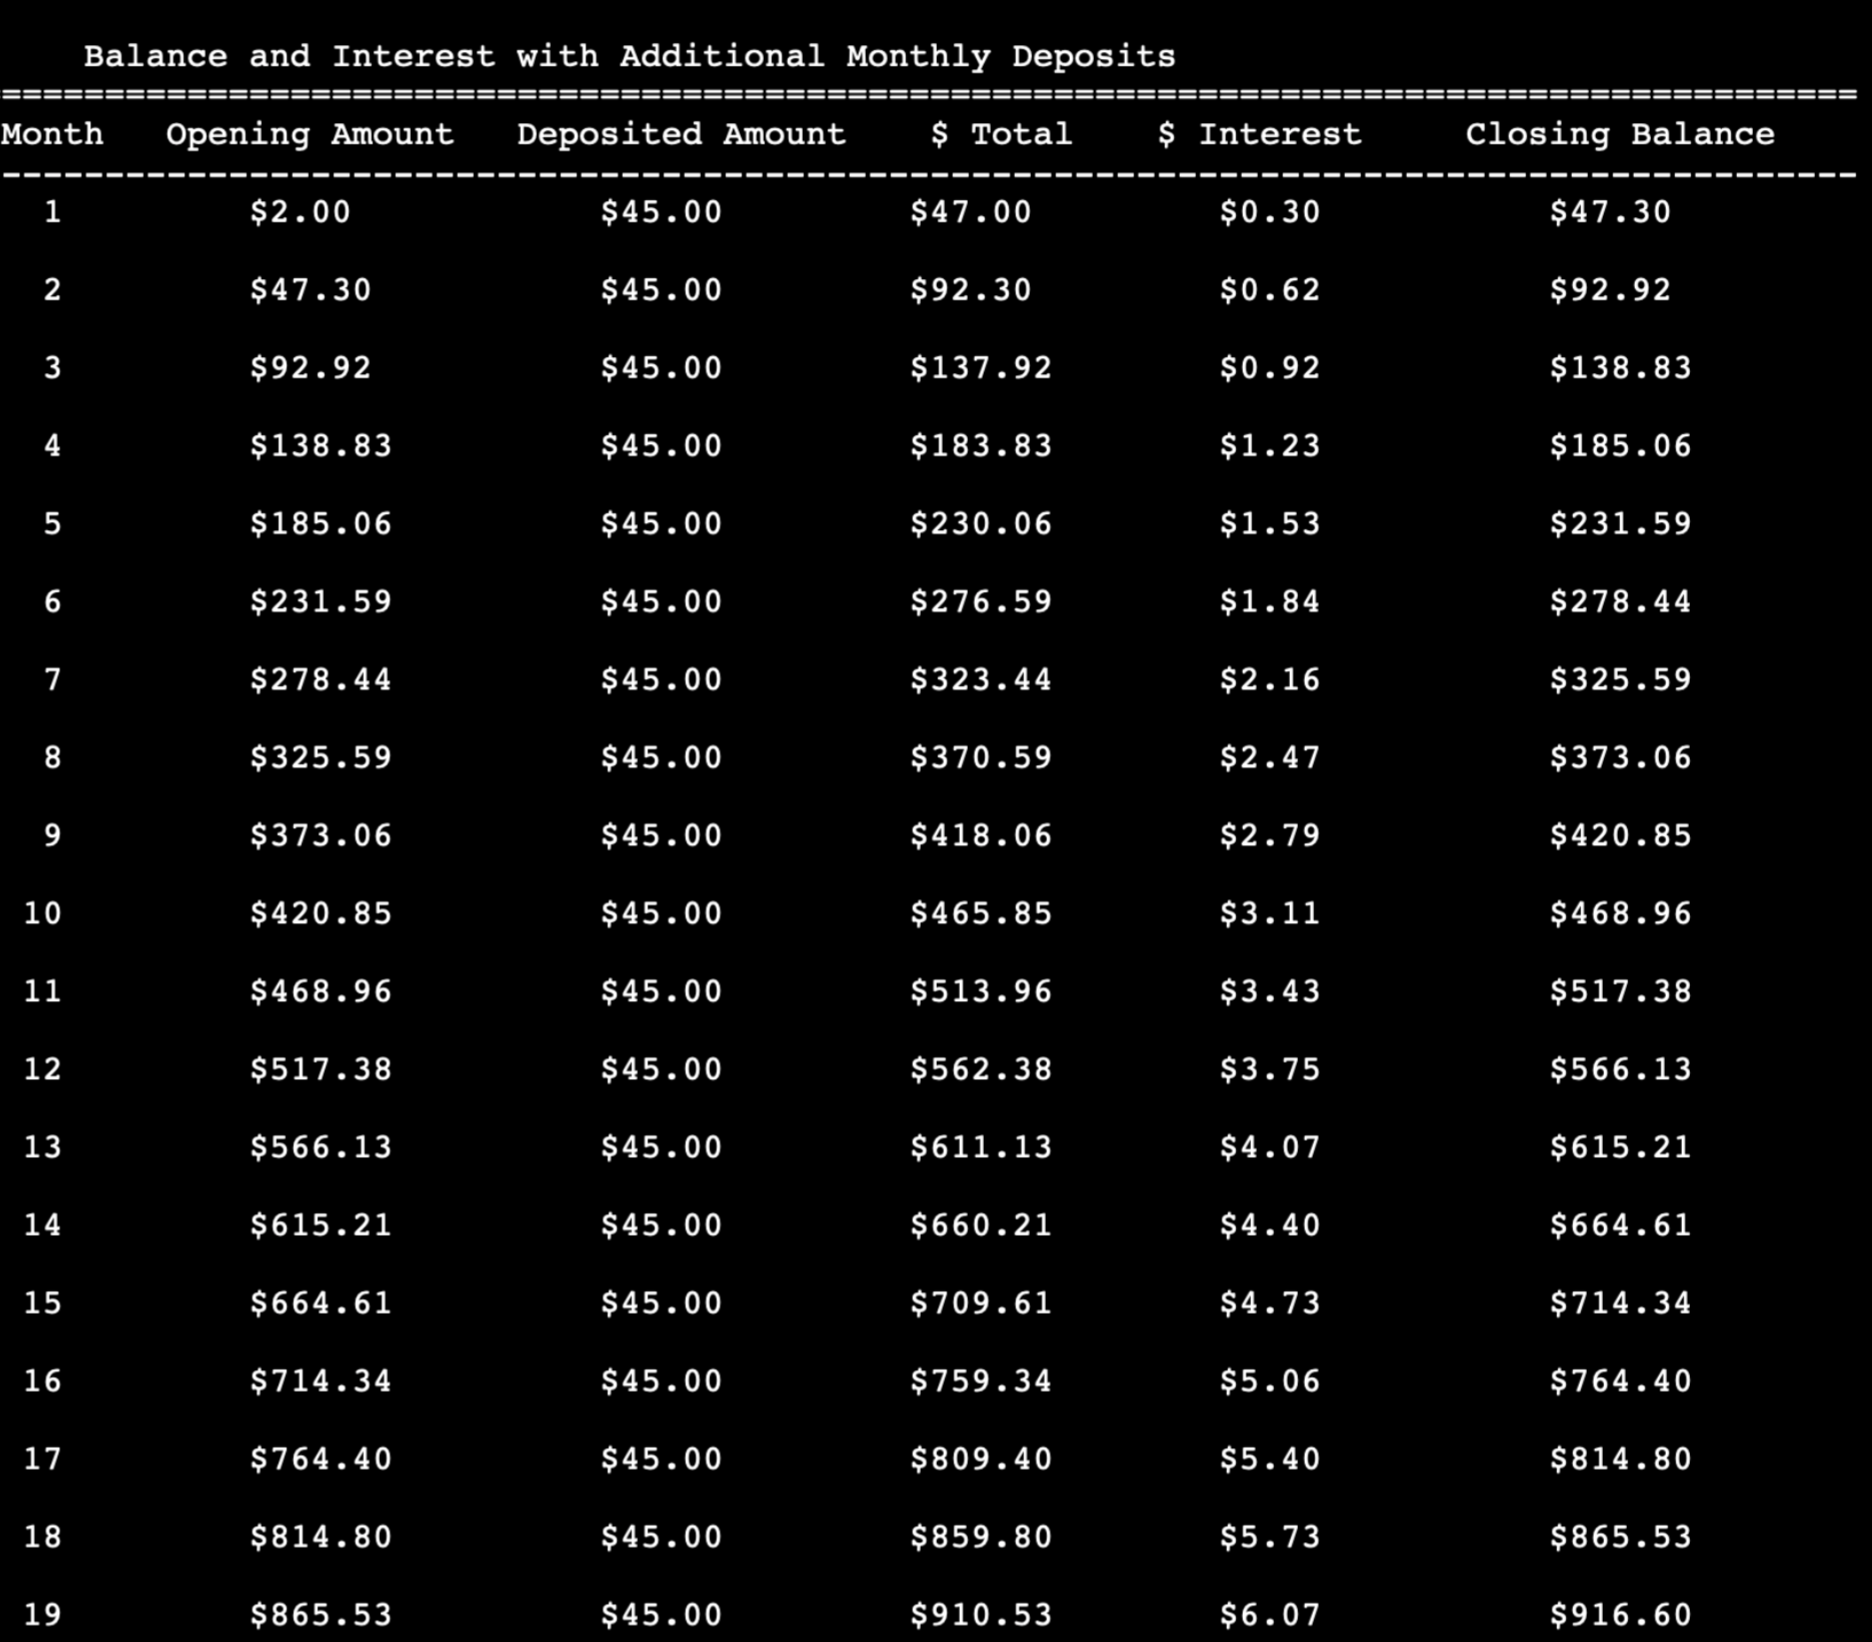 Balance and Interest with Additional Monthly Deposits
==========================================================================================
Month   Opening Amount   Deposited Amount    $ Total    $ Interest     Closing Balance
------------------------------------------------------------------------------------------
1 $2.00 $45.00 $47.00 $0.30 $47.30
2 $47.30 $45.00 $92.30 $0.62 $92.92
3 $92.92 $45.00 $137.92 $0.92 $138.83
4 $138.83 $45.00 $183.83 $1.23 $185.06
5 $185.06 $45.00 $230.06 $1.53 $231.59
6 $231.59 $45.00 $276.59 $1.84 $278.44
7 $278.44 $45.00 $323.44 $2.16 $325.59
8 $325.59 $45.00 $370.59 $2.47 $373.06
9 $373.06 $45.00 $418.06 $2.79 $420.85
10 $420.85 $45.00 $465.85 $3.11 $468.96
11 $468.96 $45.00 $513.96 $3.43 $517.38
12 $517.38 $45.00 $562.38 $3.75 $566.13
13 $566.13 $45.00 $611.13 $4.07 $615.21
14 $615.21 $45.00 $660.21 $4.40 $664.61
15 $664.61 $45.00 $709.61 $4.73 $714.34
16 $714.34 $45.00 $759.34 $5.06 $764.40
17 $764.40 $45.00 $809.40 $5.40 $814.80
18 $814.80 $45.00 $859.80 $5.73 $865.53
19 $865.53 $45.00 $910.53 $6.07 $916.60